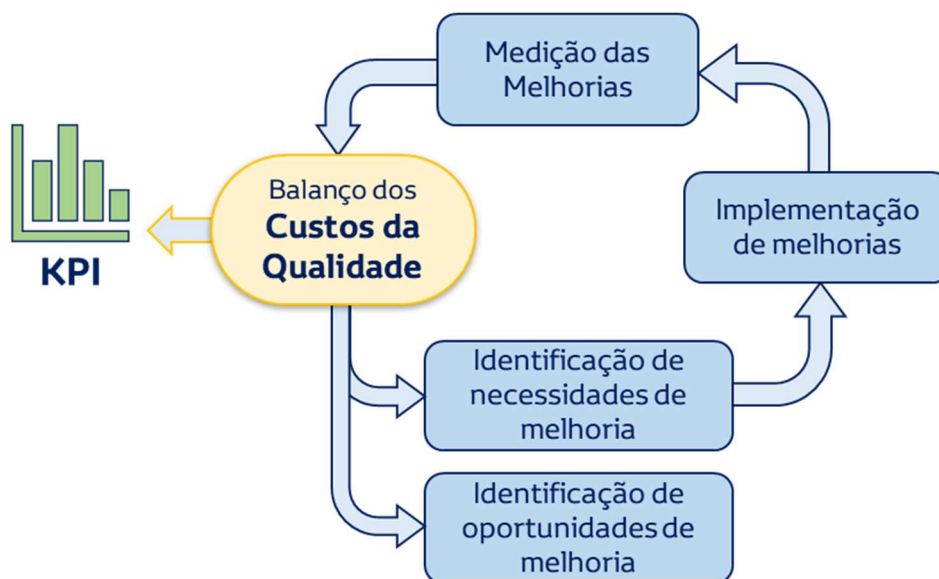 Medição das
Melhorias
Balanço dos
Custos da
Qualidade
KPI
Implementação
de melhorias
Identificação de
necessidades de
melhoria
Identificação de
oportunidades de
melhoria